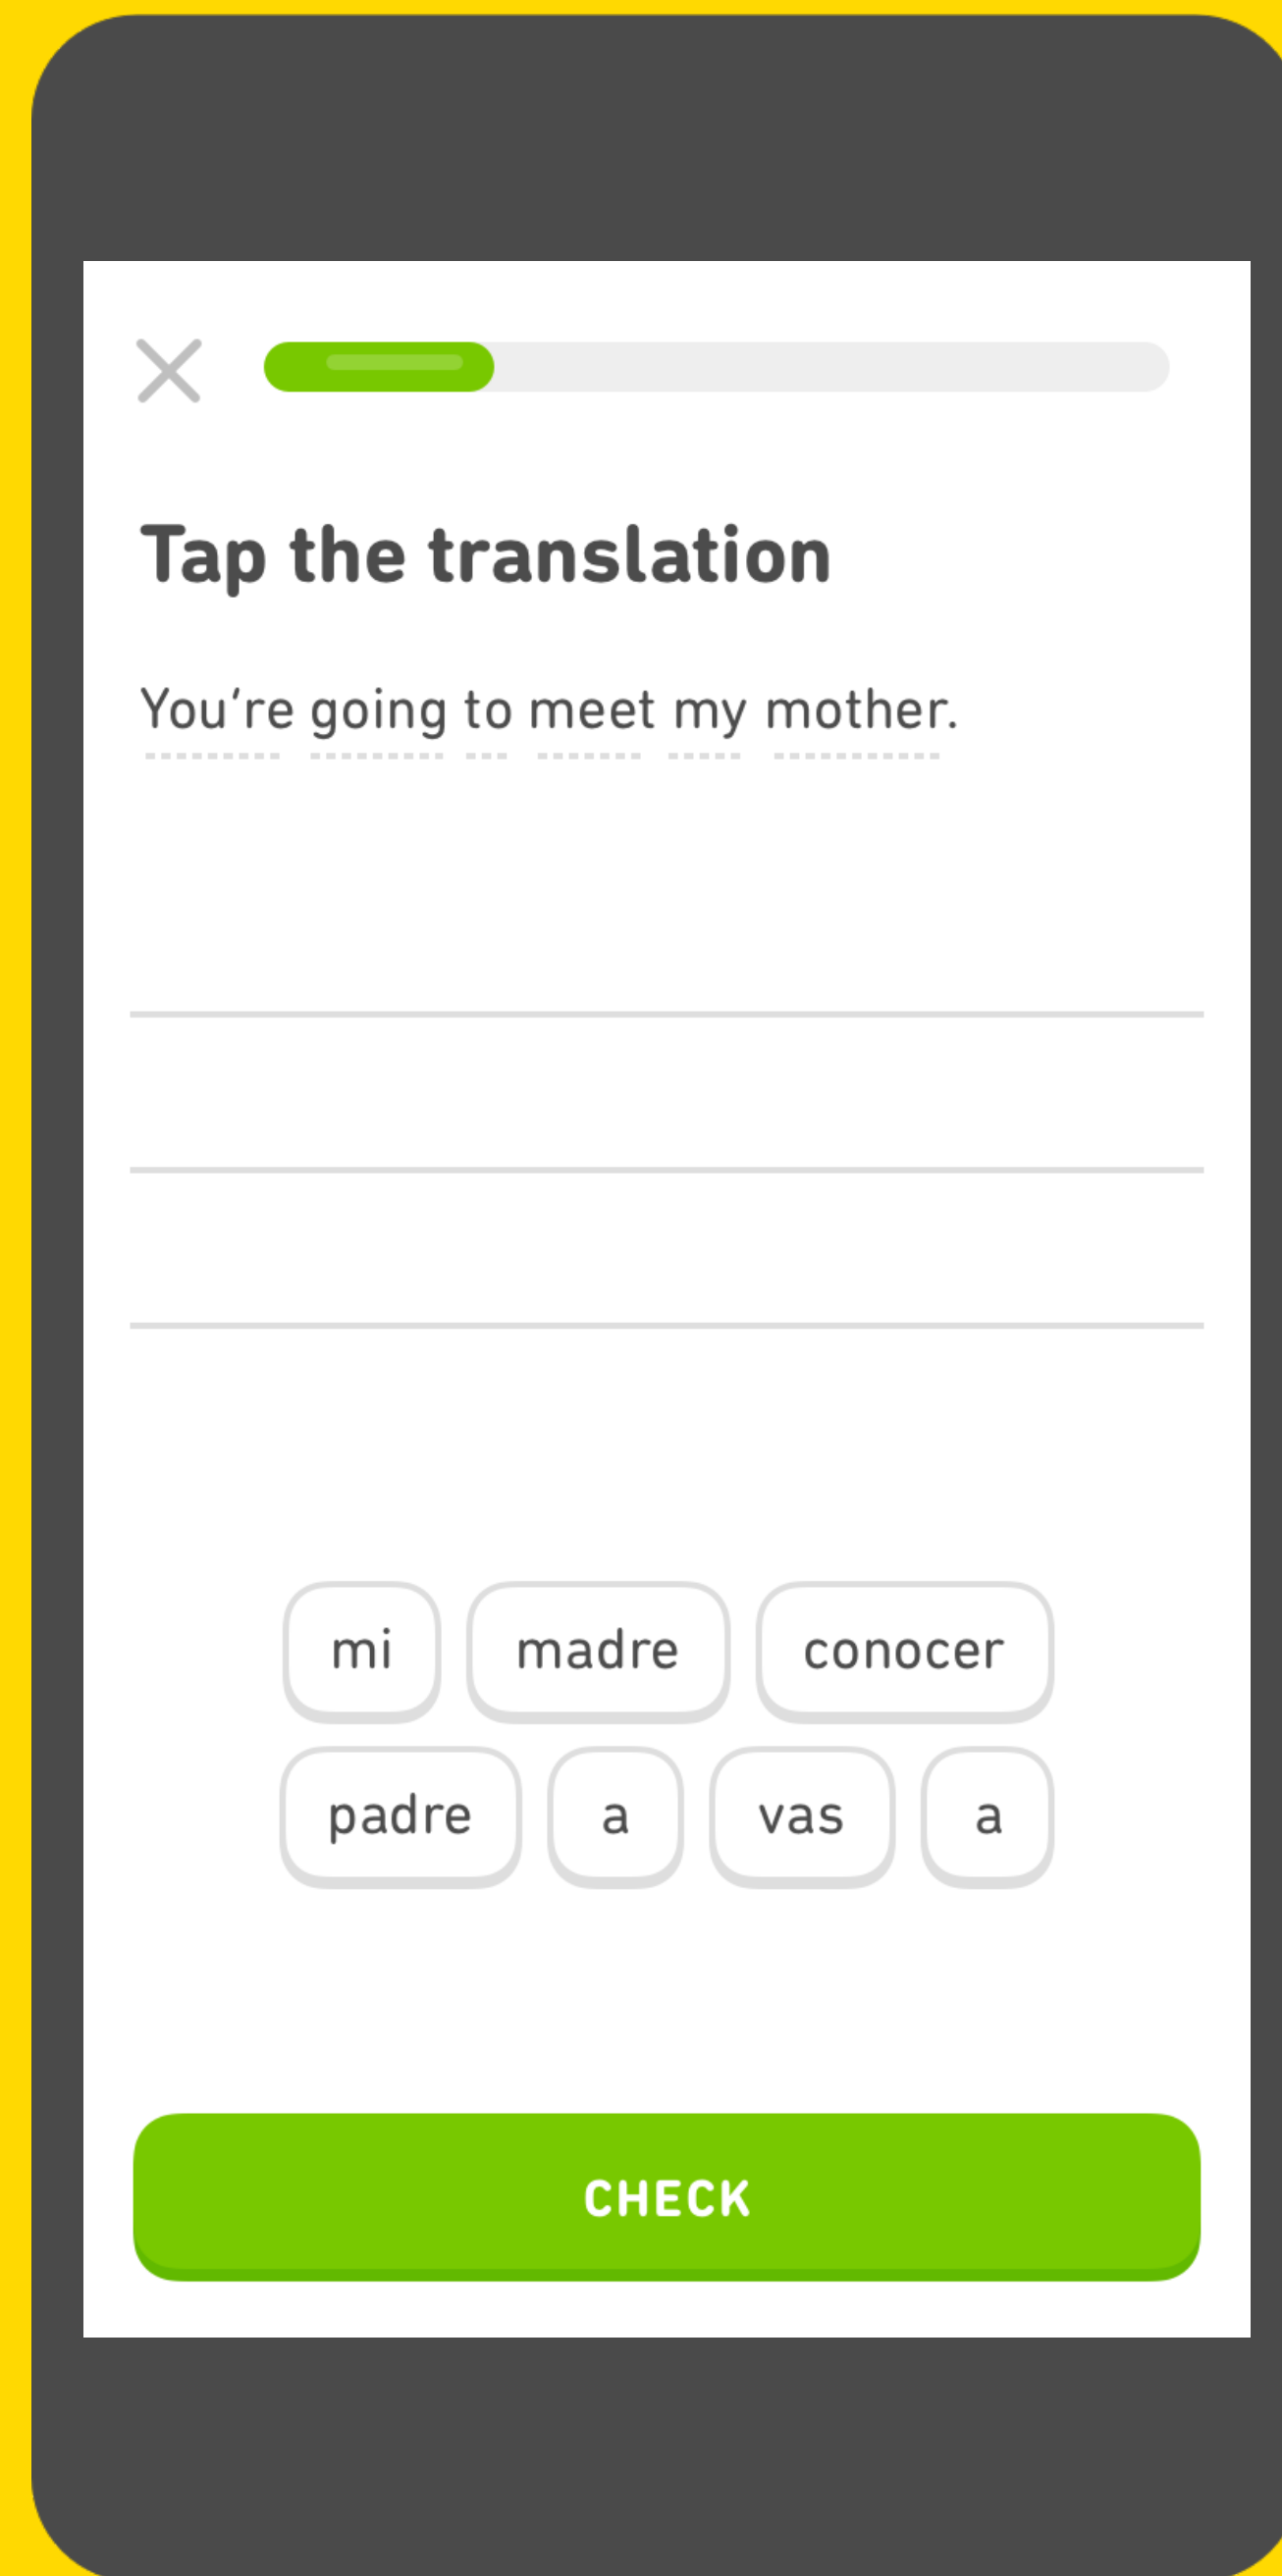 Tap the translation
You're going to meet my mother.
mi madre conocer
padre a vas a
CHECK